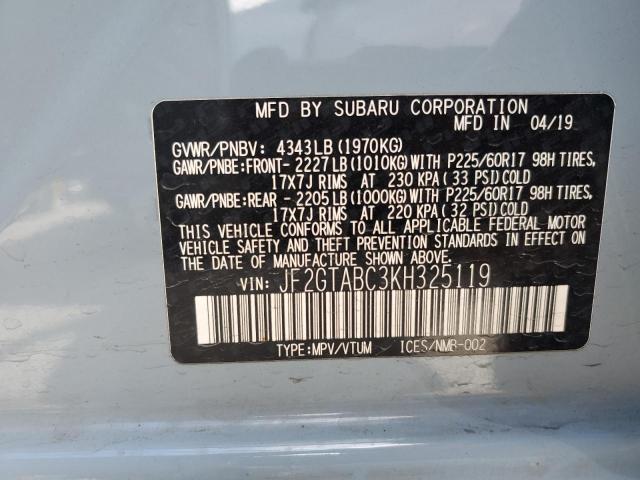 MFD BY SUBARU CORPORATION
MFD IN 04/19
GVWR/PNBV: 4343LB(1970KG)
GAWR/PNBE:FRONT- 2227LB(1010KG)WITH P225/60R17 98H TIRES,
17X7J RIMS AT 230 KPA(33 PSI)COLD
GAWR/PNBE:REAR - 2205LB(1000KG)WITH P225/60R17 98H TIRES,
17X7J RIMS AT 220 KPA(32 PSI)COLD
THIS VEHICLE CONFORMS TO ALL APPLICABLE FEDERAL MOTOR
VEHICLE SAFETY AND THEFT PREVENTION STANDARDS IN
EFFECT ON THE DATE OF MANUFACTURE SHOWN ABOVE.
VIN: JF2GTABC3KH325119
TYPE:MPV/VTUM ICES/NMB-002